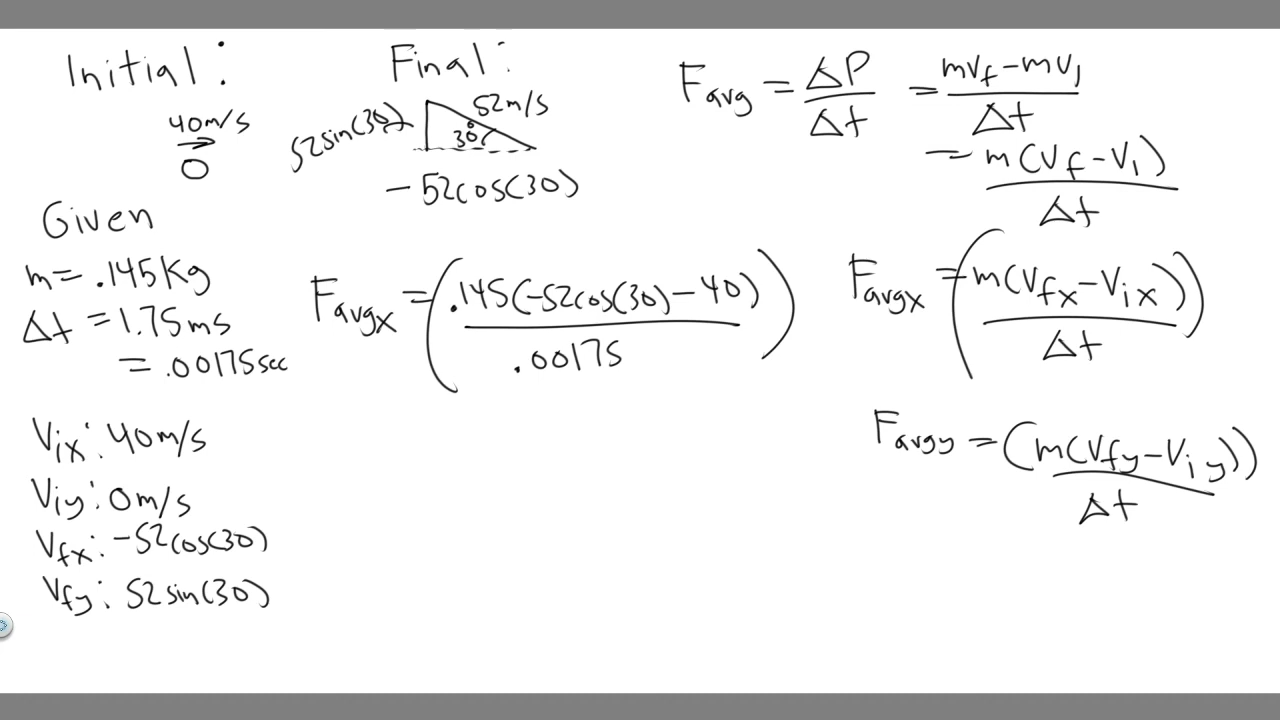 Initial:
40m/s
Final:
52sin(30)
52m/s
30°
-52cos(30)
Favg = ΔP/Δt = (mvf-mv1)/Δt
= m(Vf-V1)/Δt
Given
m=.145Kg
Δt =1.75ms
=.00175sec
Favgx = (.145(-52cos(30)-40)/.00175)
Favgx = (m(Vfx-Vix)/Δt)
Vix: 40m/s
Viy: 0m/s
Vfx: -52cos(30)
Vfy: 52sin(30)
Favgy = (m(Vfy-Viy)/Δt)